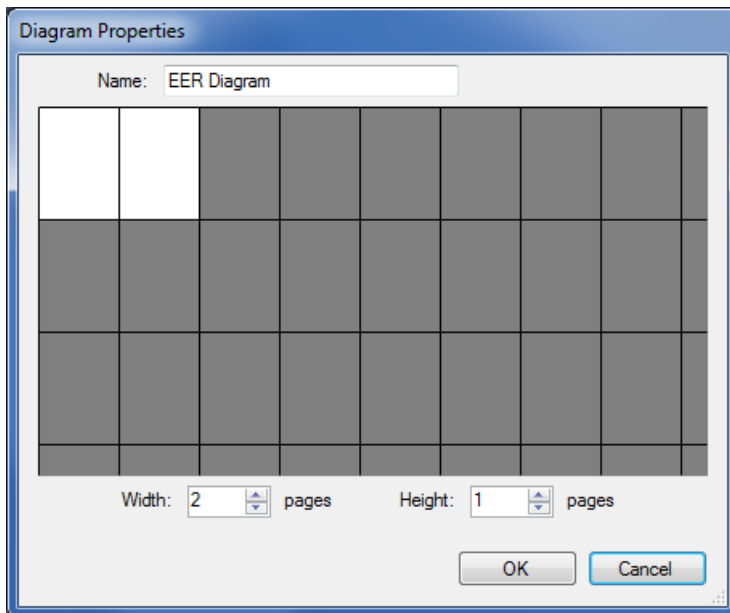 Diagram Properties
Name: EER Diagram
Width: 2 pages Height: 1 pages
OK Cancel